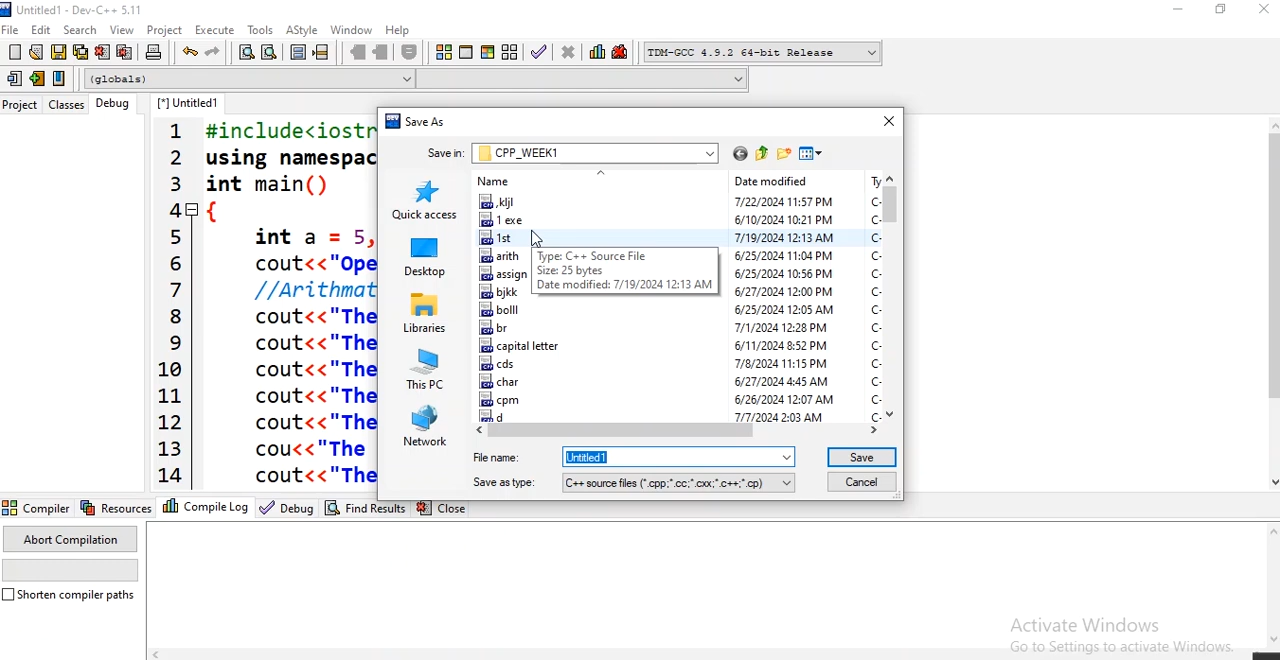 Untitled1 - Dev-C++ 5.11
File Edit Search View Project Execute Tools AStyle Window Help
TDM-GCC 4.9.2 64-bit Release
(globals)
Project Classes Debug [*] Untitled1
1 #include<iostr
2 using namespac
3 int main()
4 {
5 int a = 5,
6 cout<<"Ope
7 //Arithmat
8 cout<<"The
9 cout<<"The
10 cout<<"The
11 cout<<"The
12 cout<<"The
13 cou<<"The
14 cout<<"The
Save As
Save in: CPP_WEEK1
Quick access
Desktop
Libraries
This PC
Network
Name Date modified Ty
,kljl 7/22/2024 11:57 PM C-
1 exe 6/10/2024 10:21 PM C-
1st 7/19/2024 12:13 AM C-
arith 6/25/2024 11:04 PM C-
assign 6/25/2024 10:56 PM C-
bjkk 6/27/2024 12:00 PM C-
bolll 6/25/2024 12:05 AM C-
br 7/1/2024 12:28 PM C-
capital letter 6/11/2024 8:52 PM C-
cds 7/8/2024 11:15 PM C-
char 6/27/2024 4:45 AM C-
cpm 6/26/2024 12:07 AM C-
d 7/7/2024 2:03 AM C-
Type: C++ Source File
Size: 25 bytes
Date modified: 7/19/2024 12:13 AM
File name: Untitled1 Save
Save as type: C++ source files (*.cpp;*.cc;*.cxx;*.c++;*.cp) Cancel
Compiler Resources Compile Log Debug Find Results Close
Abort Compilation
Shorten compiler paths
Activate Windows
Go to Settings to activate Windows.